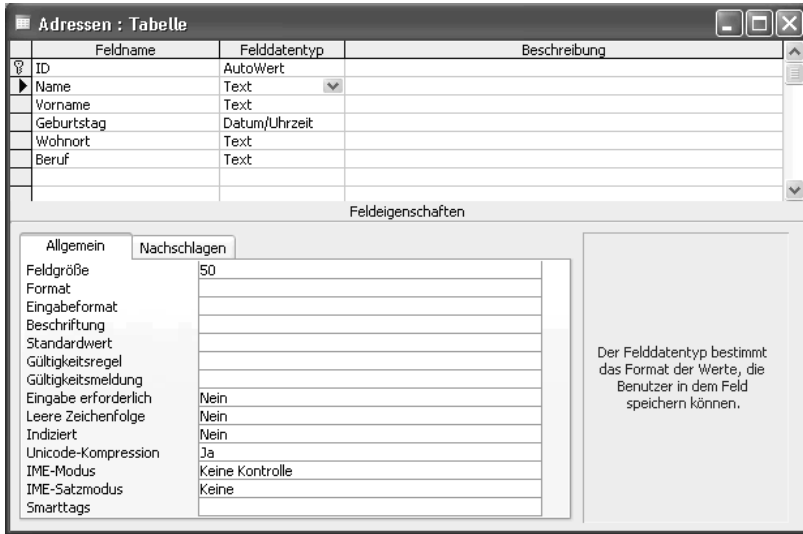 Adressen : Tabelle
Feldname Felddatentyp Beschreibung
ID AutoWert
Name Text
Vorname Text
Geburtstag Datum/Uhrzeit
Wohnort Text
Beruf Text
Feldeigenschaften
Allgemein Nachschlagen
Feldgröße 50
Format
Eingabeformat
Beschriftung
Standardwert
Gültigkeitsregel
Gültigkeitsmeldung
Eingabe erforderlich Nein
Leere Zeichenfolge Nein
Indiziert Nein
Unicode-Kompression Ja
IME-Modus Keine Kontrolle
IME-Satzmodus Keine
Smarttags
Der Felddatentyp bestimmt
das Format der Werte, die
Benutzer in dem Feld
speichern können.